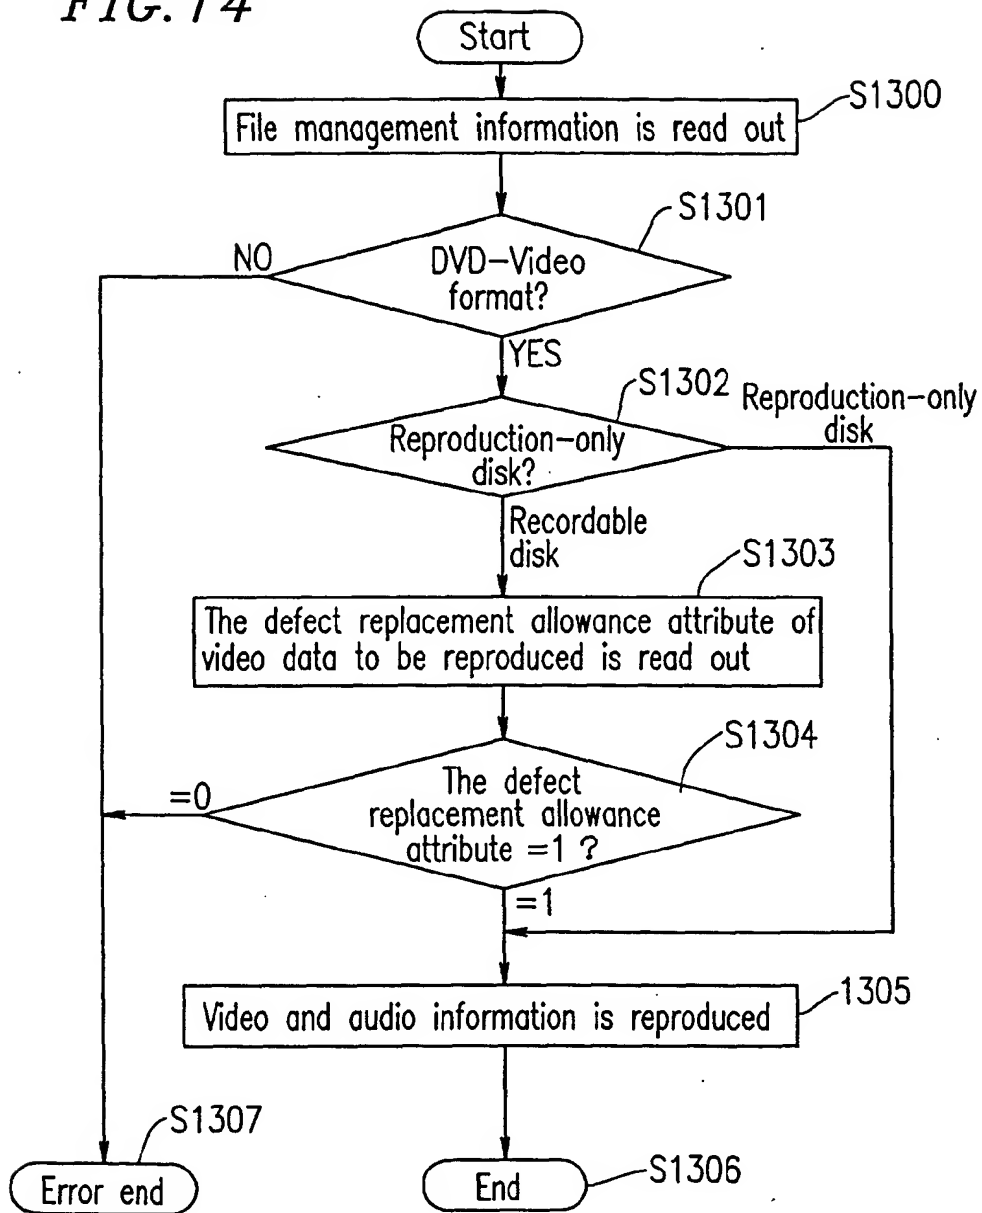 FIG. 14
Start
S1300
File management information is read out
S1301
NO
DVD-Video
format?
YES
S1302
Reproduction-only
disk
Reproduction-only
disk?
Recordable
disk
S1303
The defect replacement allowance attribute of
video data to be reproduced is read out
S1304
=0
The defect
replacement allowance
attribute =1 ?
=1
1305
Video and audio information is reproduced
S1307
S1306
Error end
End